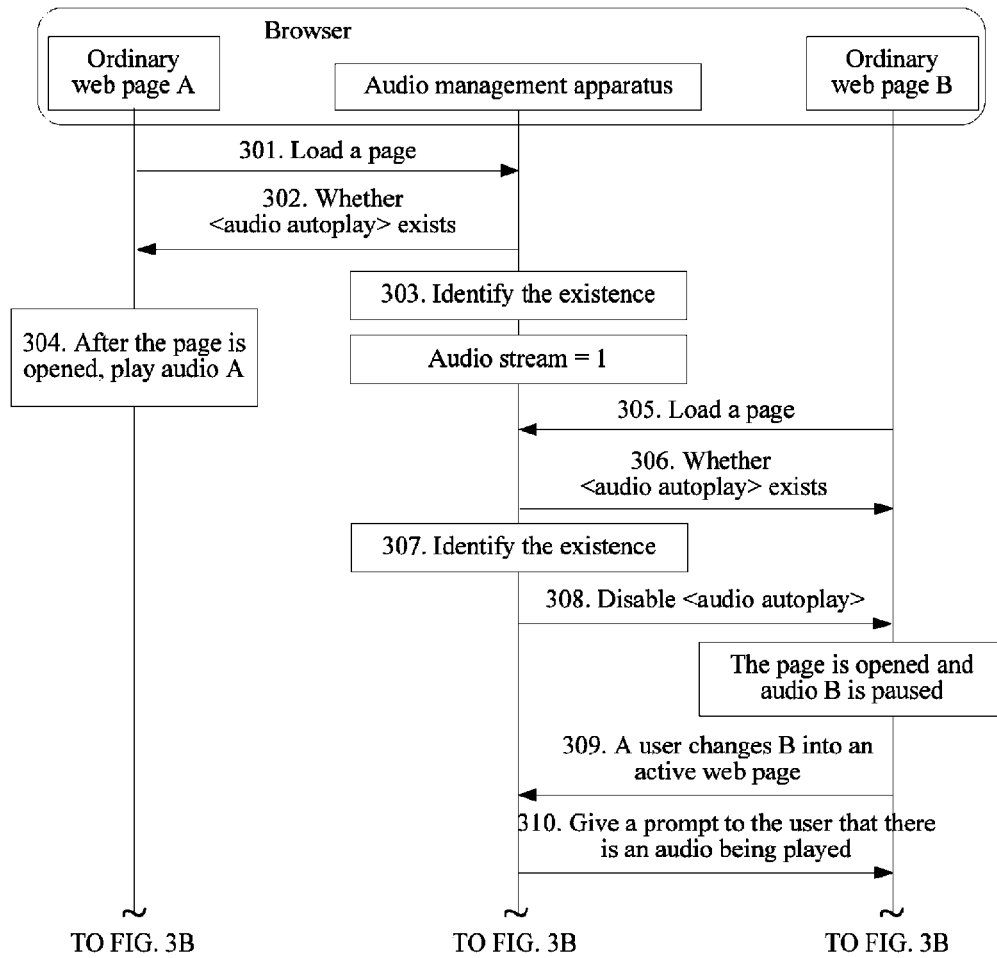 Browser
Ordinary
web page A
Audio management apparatus
Ordinary
web page B
301. Load a page
302. Whether
<audio autoplay> exists
303. Identify the existence
304. After the page is
opened, play audio A
Audio stream = 1
305. Load a page
306. Whether
<audio autoplay> exists
307. Identify the existence
308. Disable <audio autoplay>
The page is opened and
audio B is paused
309. A user changes B into an
active web page
310. Give a prompt to the user that there
is an audio being played
TO FIG. 3B
TO FIG. 3B
TO FIG. 3B